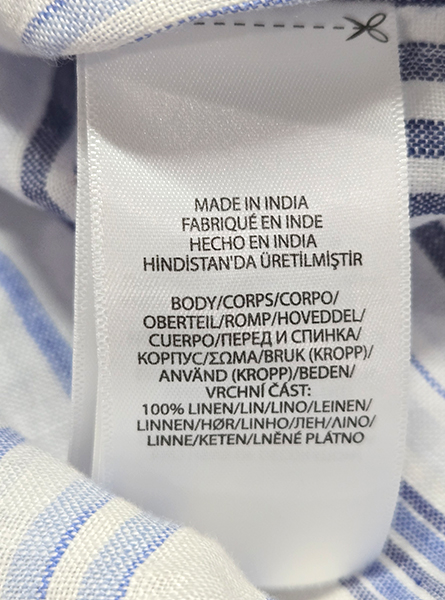 MADE IN INDIA
FABRIQUÉ EN INDE
HECHO EN INDIA
HİNDİSTAN'DA ÜRETİLMİŞTİR
BODY/CORPS/CORPO/
OBERTEIL/ROMP/HOVEDDEL/
CUERPO/ПЕРЕД И СПИНКА/
КОРПУС/ΣΩΜΑ/BRUK (KROPP)/
ANVÄND (KROPP)/BEDEN/
VRCHNÍ ČÁST:
100% LINEN/LIN/LINO/LEINEN/
LINNEN/HØR/LINHO/ЛЕН/ΛΙΝΟ/
LINNE/KETEN/LNĚNÉ PLÁTNO